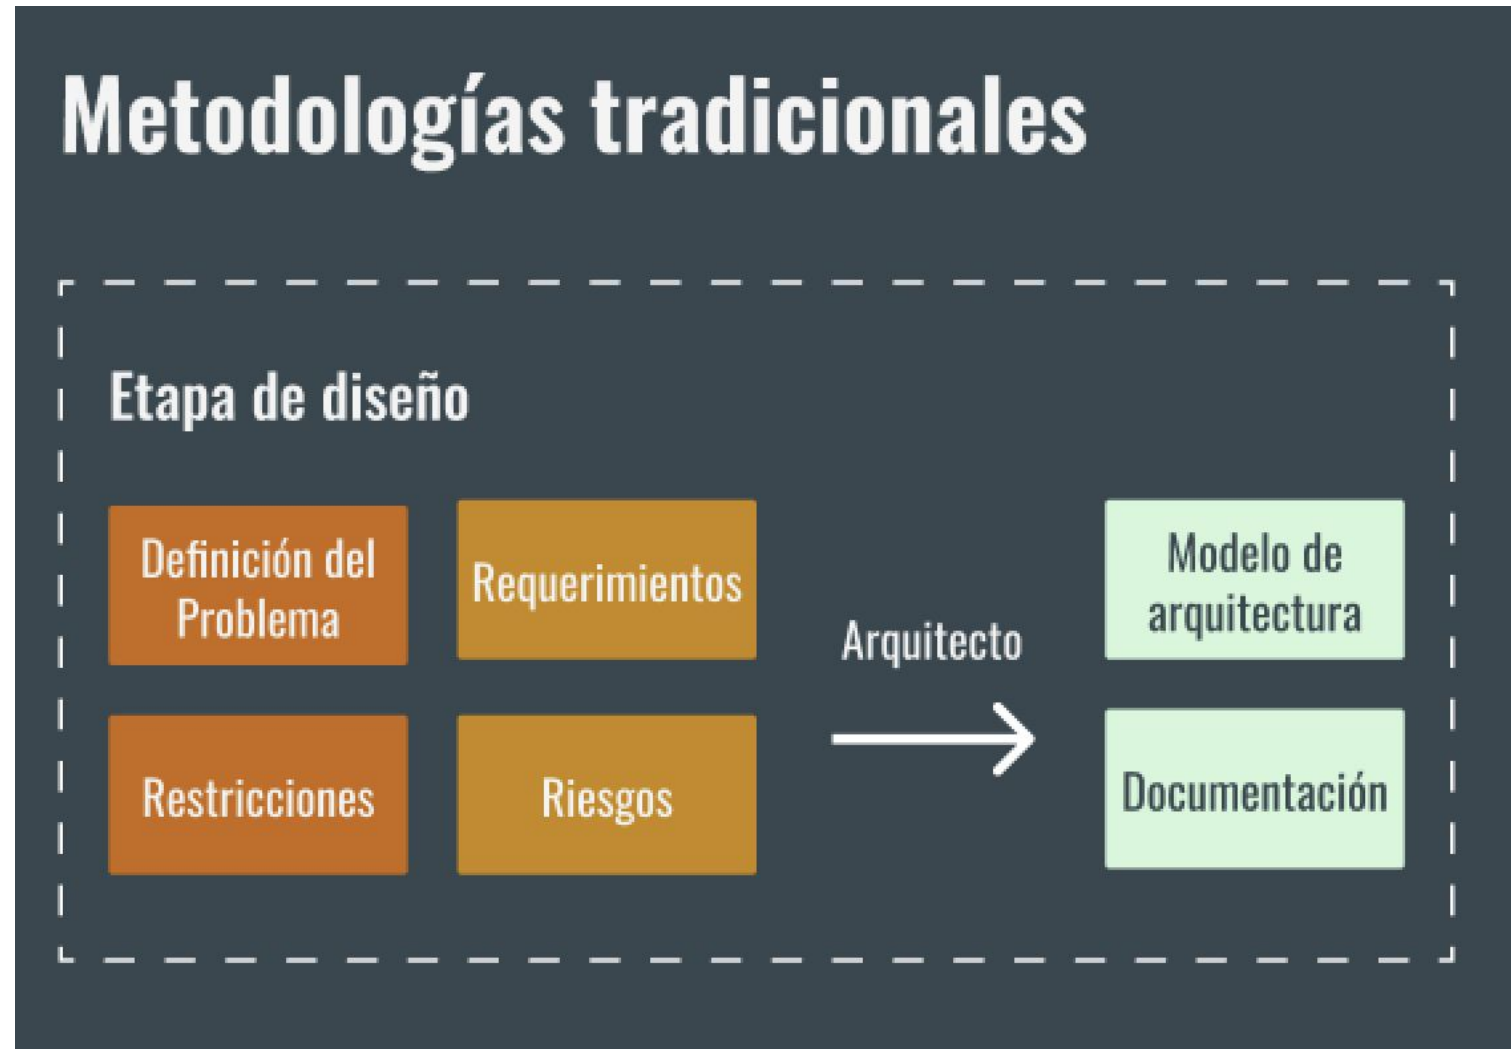 Metodologías tradicionales
Etapa de diseño
Definición del
Problema
Requerimientos
Restricciones
Riesgos
Arquitecto
Modelo de
arquitectura
Documentación